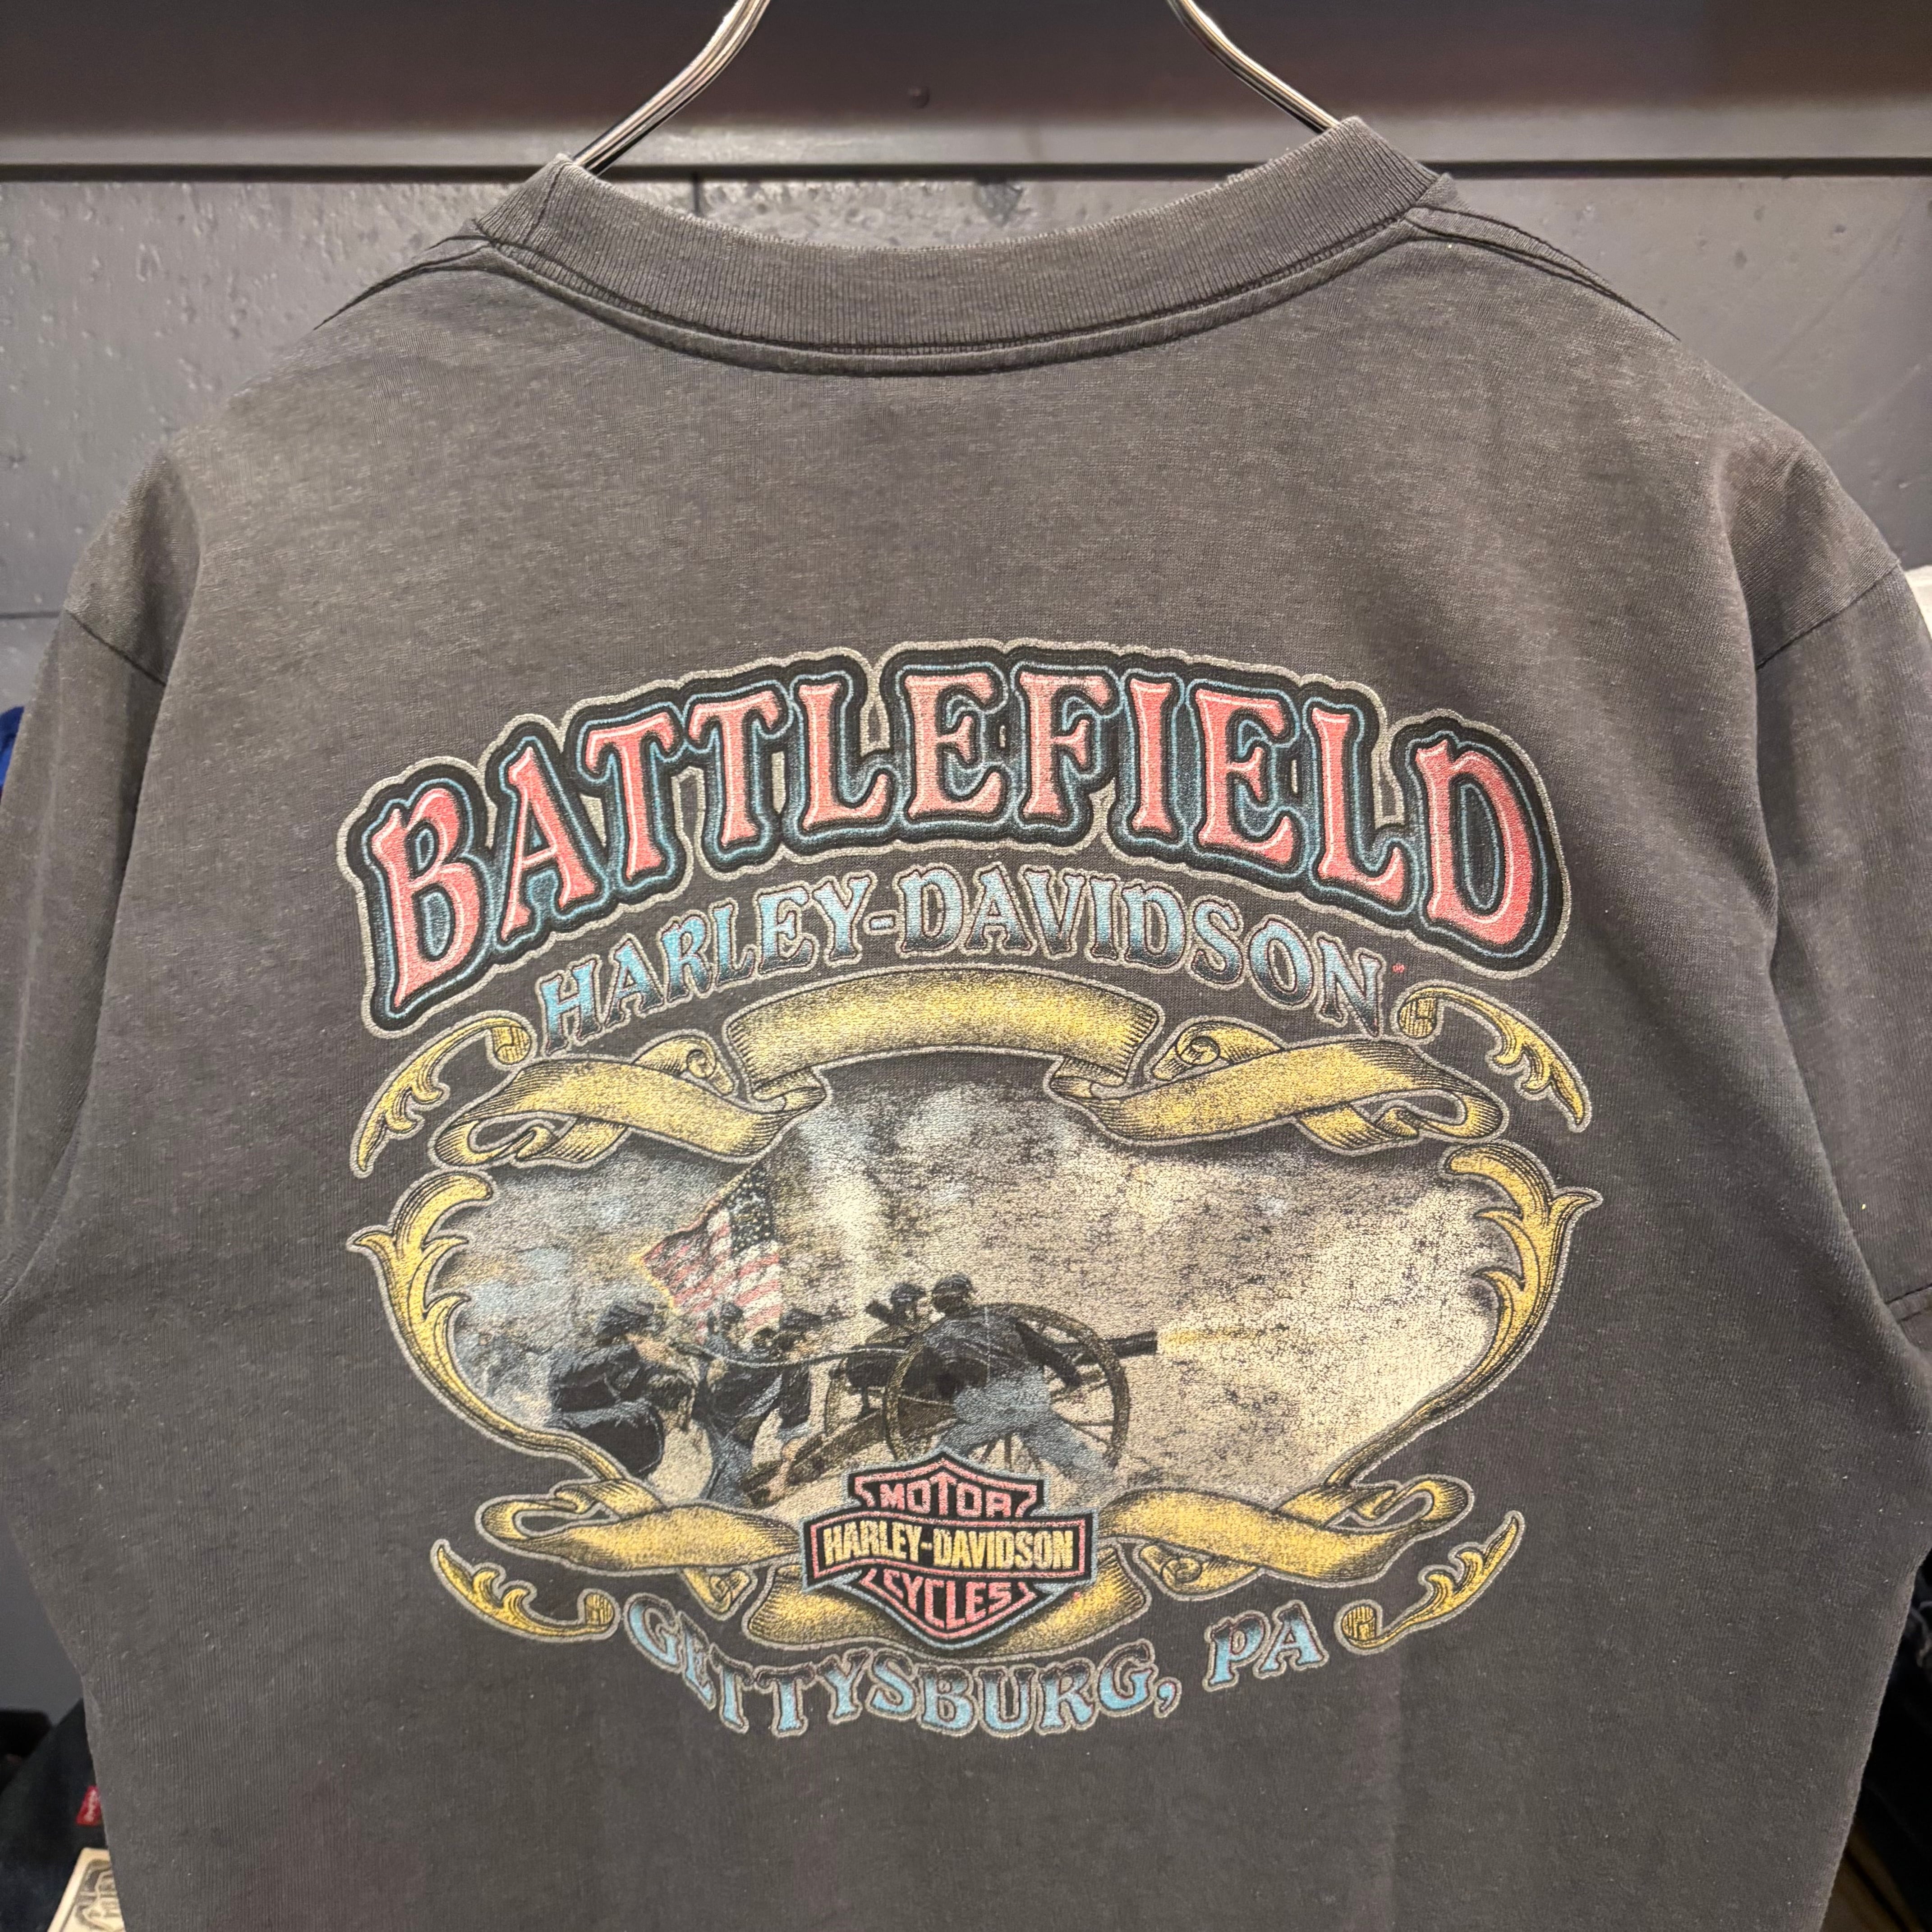 BATTLEFIELD
HARLEY-DAVIDSON
MOTOR
HARLEY-DAVIDSON
CYCLES
GETTYSBURG, PA